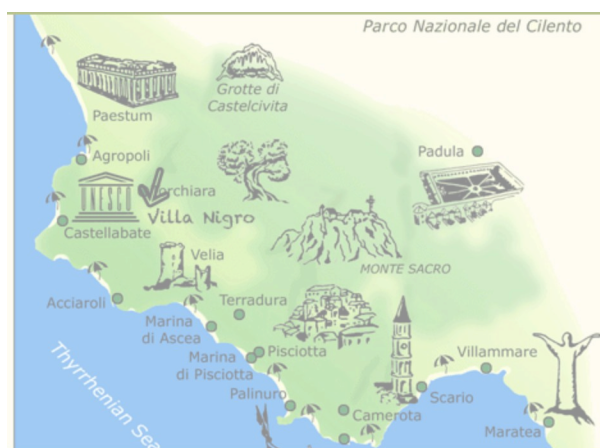 Parco Nazionale del Cilento
Grotte di
Castelcivita
Paestum
Agropoli
Padula
UNESCO
Villa Nigro
Castellabate
Velia
MONTE SACRO
Acciaroli
Terradura
Marina
di Ascea
Pisciotta
Marina
di Pisciotta
Villammare
Palinuro
Scario
Camerota
Maratea
Thyrrhenian Sea